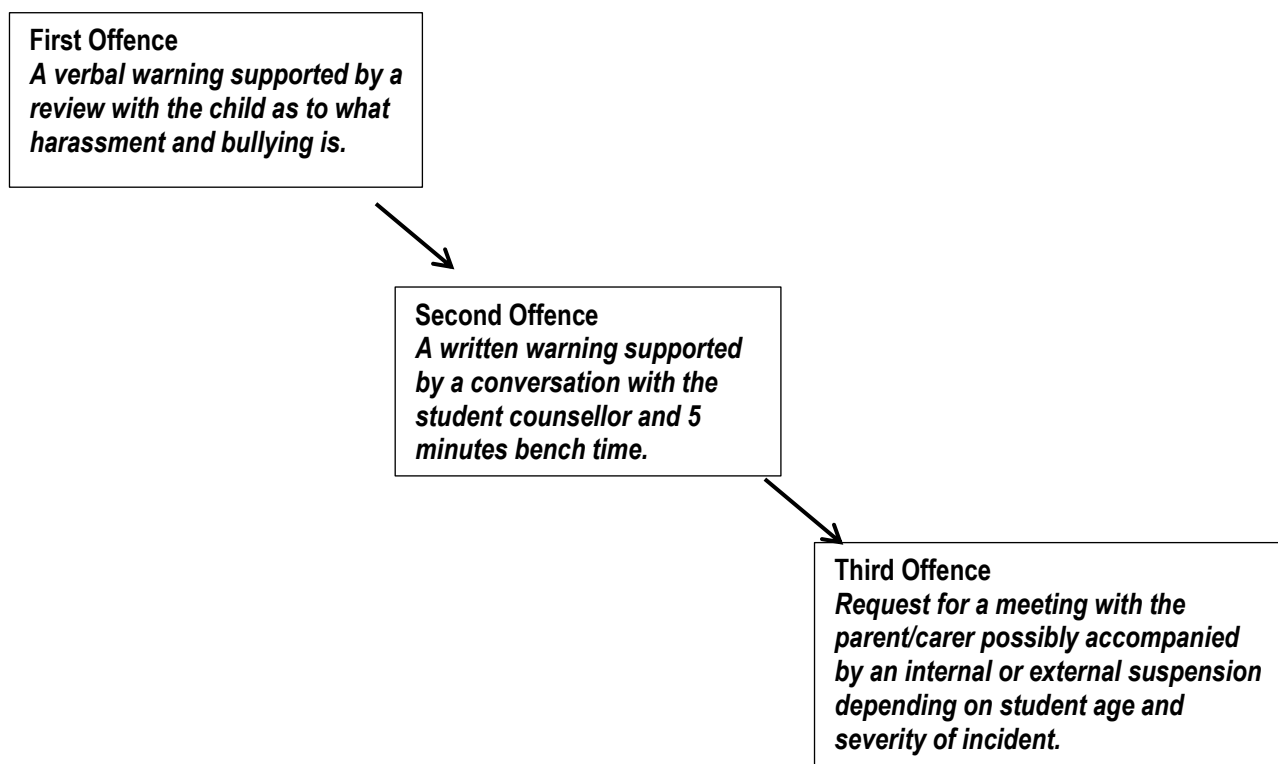 First Offence
A verbal warning supported by a
review with the child as to what
harassment and bullying is.
Second Offence
A written warning supported
by a conversation with the
student counsellor and 5
minutes bench time.
Third Offence
Request for a meeting with the
parent/carer possibly accompanied
by an internal or external suspension
depending on student age and
severity of incident.